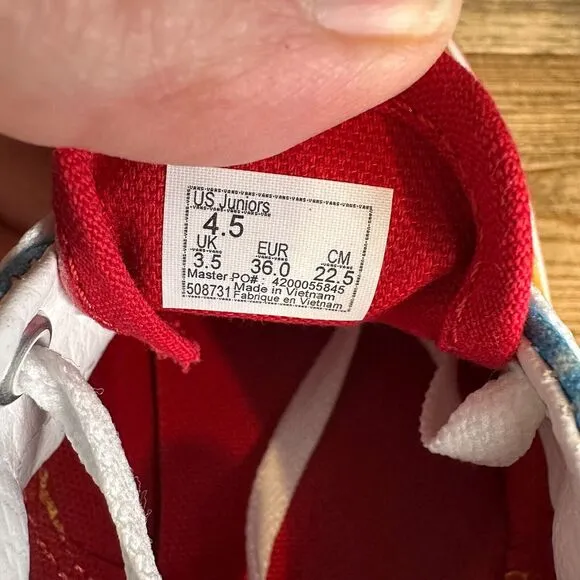 US Juniors
4.5
UK EUR CM
3.5 36.0 22.5
Master PO# : 4200055845
508731 Made in Vietnam
Fabrique en Vietnam